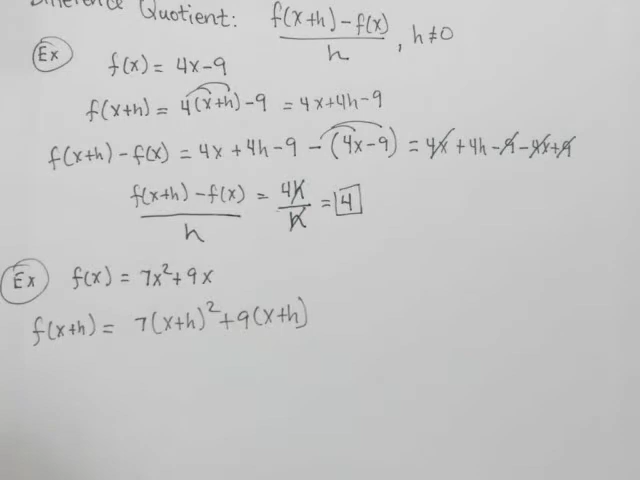 Difference Quotient: f(x+h)-f(x) / h , h≠0
Ex f(x) = 4x-9
f(x+h) = 4(x+h)-9 = 4x+4h-9
f(x+h)-f(x) = 4x+4h-9-(4x-9) = 4x+4h-9-4x+9
f(x+h)-f(x) / h = 4h / h = 4
Ex f(x) = 7x²+9x
f(x+h) = 7(x+h)²+9(x+h)